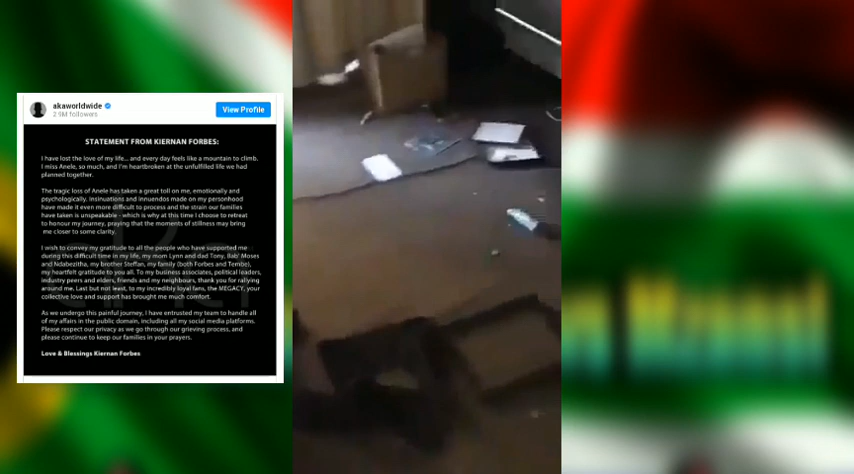 akaworldwide
2.9M followers
View Profile
STATEMENT FROM KIERNAN FORBES:
I have lost the love of my life... and every day feels like a mountain to climb.
I miss Anele, so much, and I'm heartbroken at the unfulfilled life we had
planned together.
The tragic loss of Anele has taken a great toll on me, emotionally and
psychologically. Insinuations and innuendos made on my personhood
have made it even more difficult to process and the strain our families
have taken is unspeakable - which is why at this time I choose to retreat
to honour my journey, praying that the moments of stillness may bring
me closer to some clarity.
I wish to convey my gratitude to all the people who have supported me
during this difficult time in my life, my mom Lynn and dad Tony, Bab' Moses
and Ndabezitha, my brother Steffan, my family (both Forbes and Tembe),
my heartfelt gratitude to you all. To my business associates, political leaders,
industry peers and elders, friends and my neighbours, thank you for rallying
around me. Last but not least, to my incredibly loyal fans, the MEGACY, your
collective love and support has brought me much comfort.
As we undergo this painful journey, I have entrusted my team to handle all
of my affairs in the public domain, including all my social media platforms.
Please respect our privacy as we go through our grieving process, and
please continue to keep our families in your prayers.
Love & Blessings Kiernan Forbes